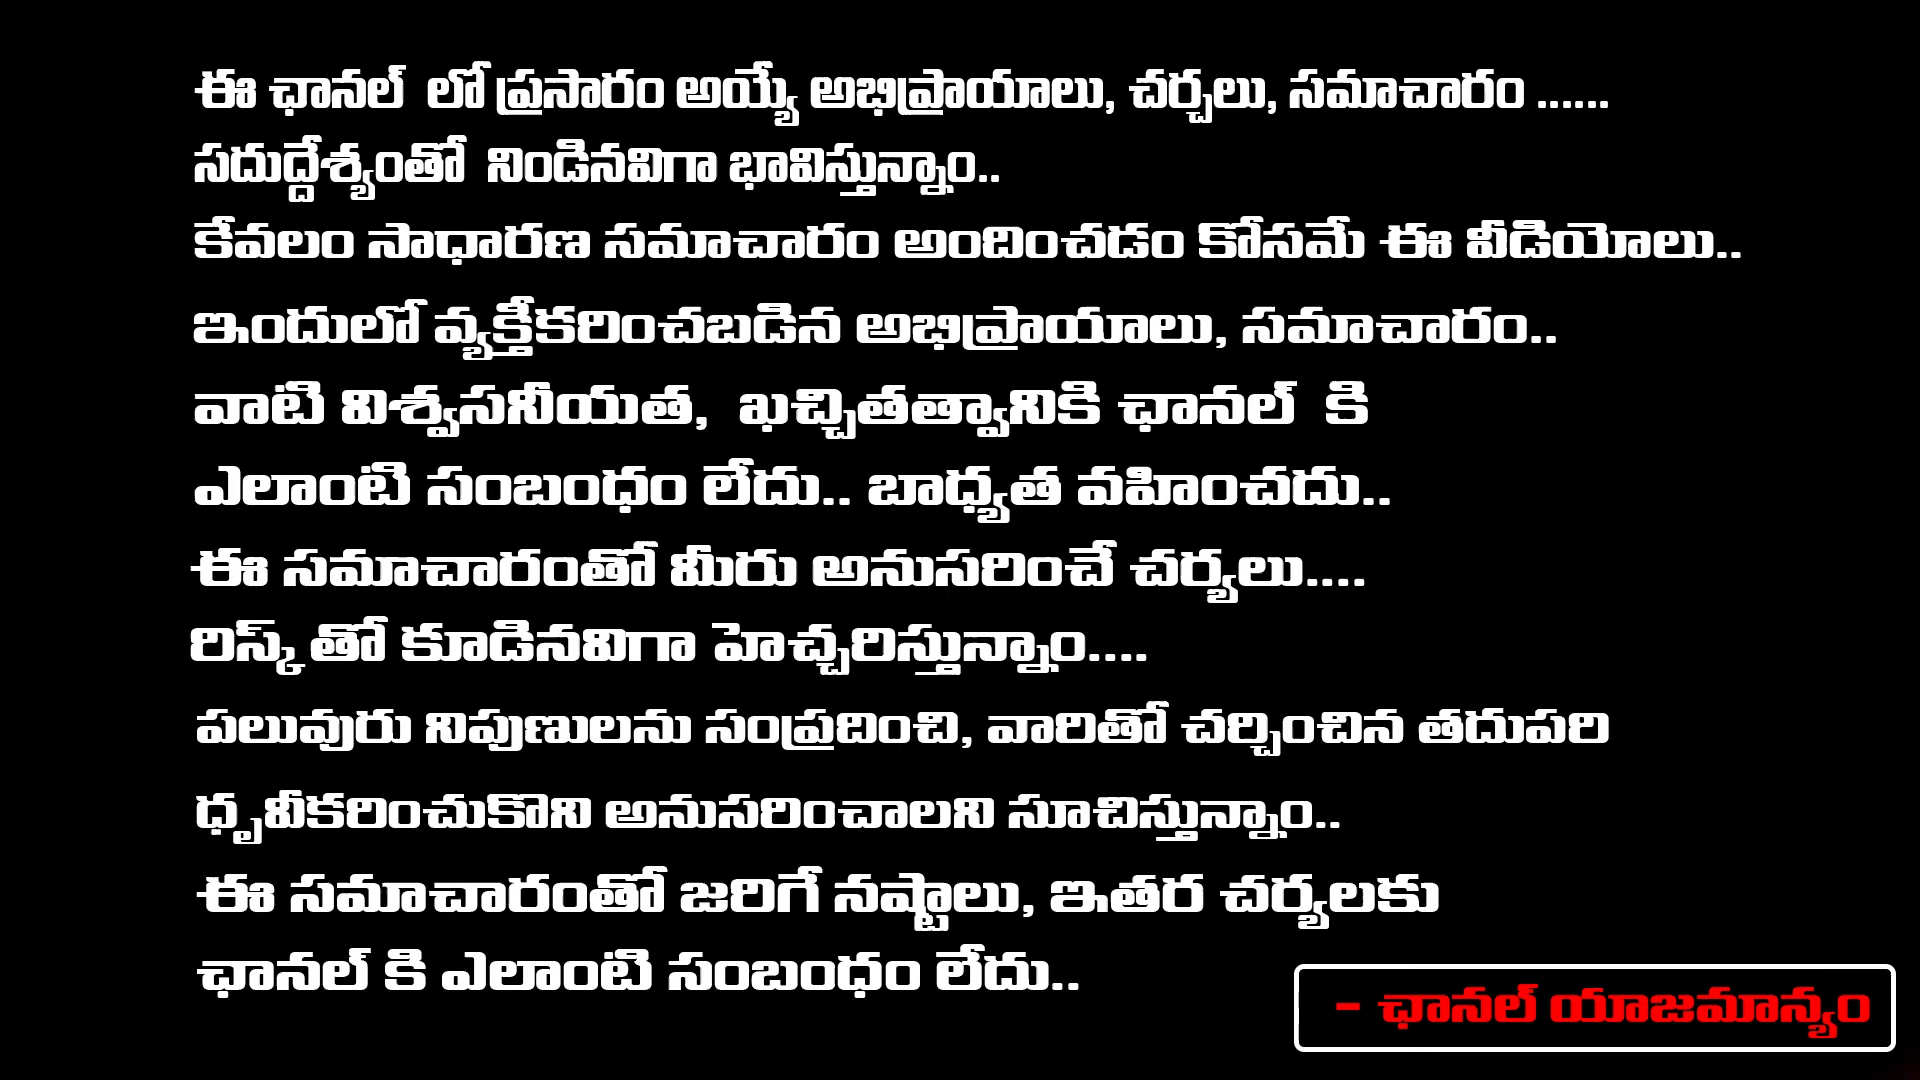 ఈ ఛానల్ లో ప్రసారం అయ్యే అభిప్రాయాలు, చర్చలు, సమాచారం ......
సదుద్దేశ్యంతో నిండినవిగా భావిస్తున్నాం..
కేవలం సాధారణ సమాచారం అందించడం కోసమే ఈ వీడియోలు..
ఇందులో వ్యక్తీకరించబడిన అభిప్రాయాలు, సమాచారం..
వాటి విశ్వసనీయత, ఖచ్చితత్వానికి ఛానల్ కి
ఎలాంటి సంబంధం లేదు.. బాధ్యత వహించదు..
ఈ సమాచారంతో మీరు అనుసరించే చర్యలు....
రిస్క్ తో కూడినవిగా హెచ్చరిస్తున్నాం....
పలువురు నిపుణులను సంప్రదించి, వారితో చర్చించిన తదుపరి
ధృవీకరించుకొని అనుసరించాలని సూచిస్తున్నాం..
ఈ సమాచారంతో జరిగే నష్టాలు, ఇతర చర్యలకు
ఛానల్ కి ఎలాంటి సంబంధం లేదు..
- ఛానల్ యాజమాన్యం